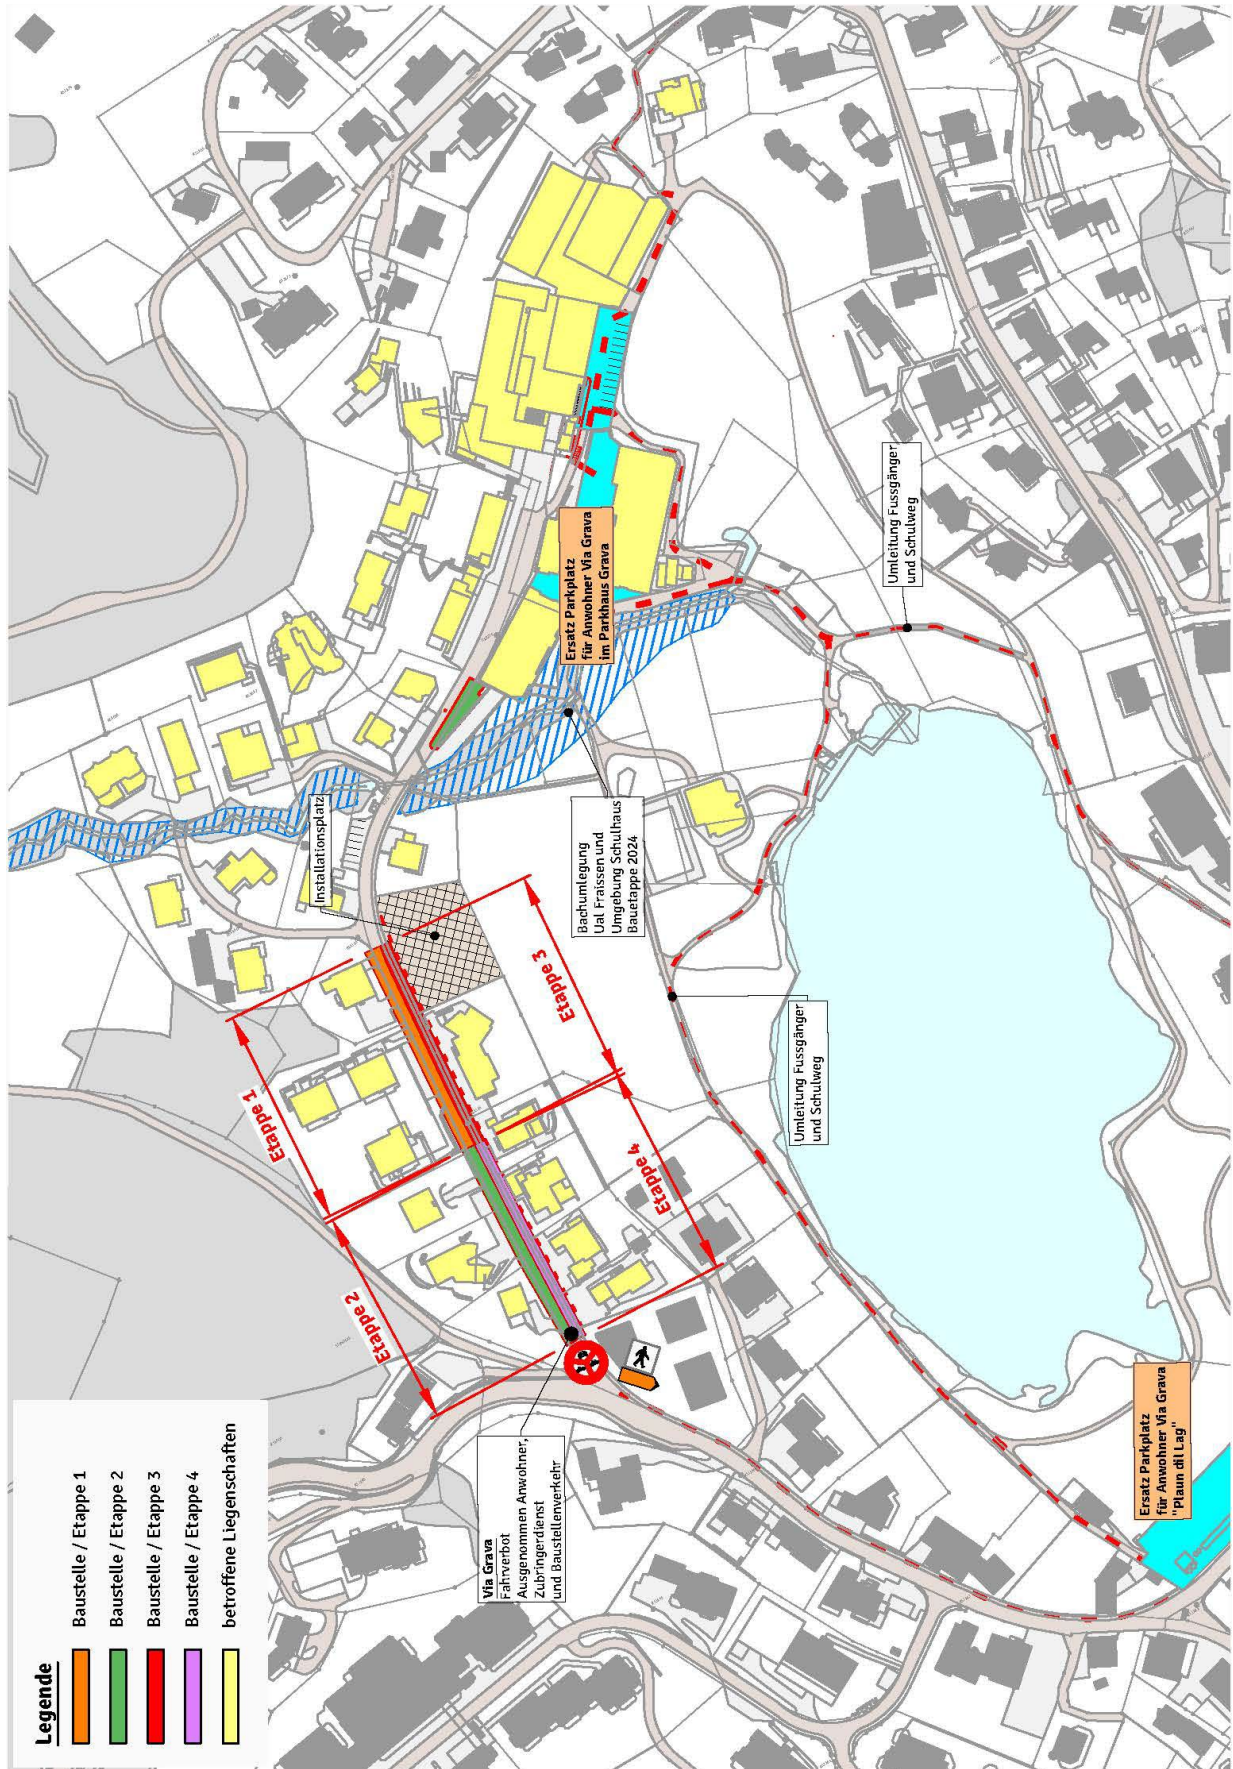 Legende
Baustelle / Etappe 1
Baustelle / Etappe 2
Baustelle / Etappe 3
Baustelle / Etappe 4
betroffene Liegenschaften
Etappe 1
Etappe 2
Etappe 3
Etappe 4
Installationsplatz
Via Grava
Fahrverbot
Ausgenommen Anwohner,
Zubringerdienst
und Baustellenverkehr
Bachumlegung
Ual Fraissen und
Umgebung Schulhaus
Bauetappe 2024
Ersatz Parkplatz
für Anwohner Via Grava
im Parkhaus Grava
Umleitung Fussgänger
und Schulweg
Umleitung Fussgänger
und Schulweg
Ersatz Parkplatz
für Anwohner Via Grava
"Plaun dil Lag"